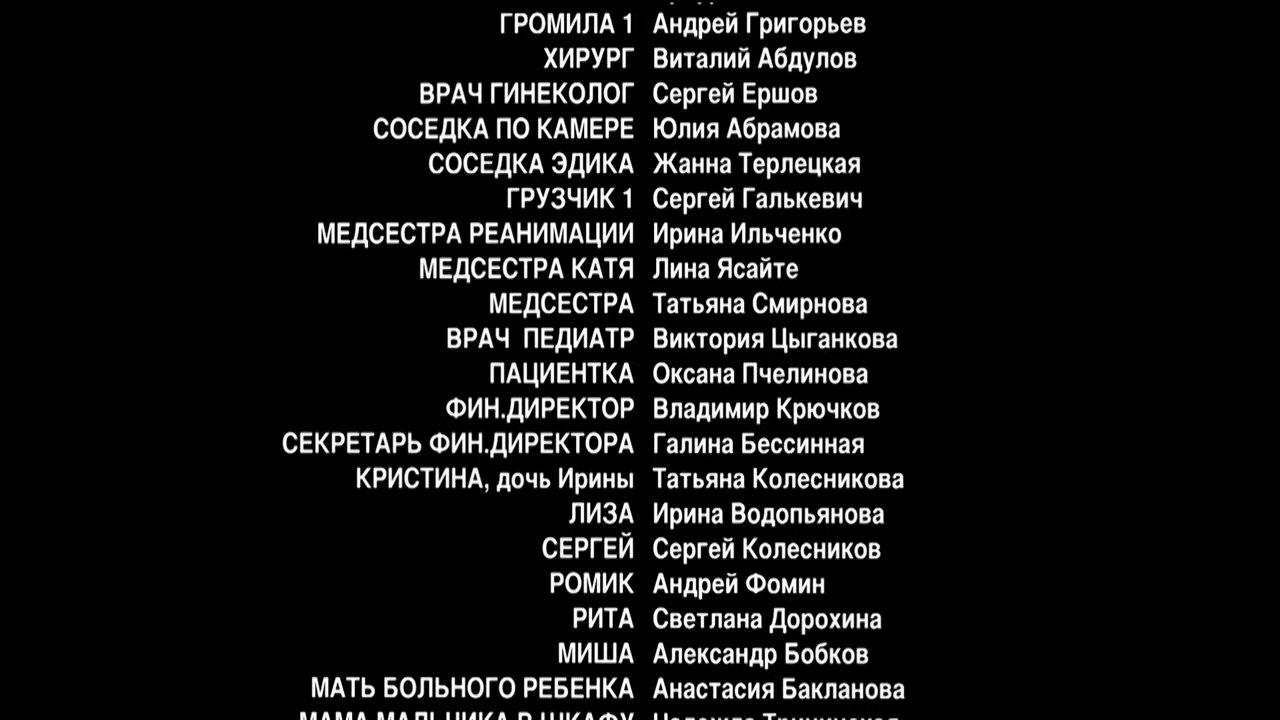 ГРОМИЛА 1 Андрей Григорьев
ХИРУРГ Виталий Абдулов
ВРАЧ ГИНЕКОЛОГ Сергей Ершов
СОСЕДКА ПО КАМЕРЕ Юлия Абрамова
СОСЕДКА ЭДИКА Жанна Терлецкая
ГРУЗЧИК 1 Сергей Галькевич
МЕДСЕСТРА РЕАНИМАЦИИ Ирина Ильченко
МЕДСЕСТРА КАТЯ Лина Ясайте
МЕДСЕСТРА Татьяна Смирнова
ВРАЧ ПЕДИАТР Виктория Цыганкова
ПАЦИЕНТКА Оксана Пчелинова
ФИН.ДИРЕКТОР Владимир Крючков
СЕКРЕТАРЬ ФИН.ДИРЕКТОРА Галина Бессинная
КРИСТИНА, дочь Ирины Татьяна Колесникова
ЛИЗА Ирина Водопьянова
СЕРГЕЙ Сергей Колесников
РОМИК Андрей Фомин
РИТА Светлана Дорохина
МИША Александр Бобков
МАТЬ БОЛЬНОГО РЕБЕНКА Анастасия Бакланова
МАМА МАЛЬЧИКА В ШКАФУ Надежда